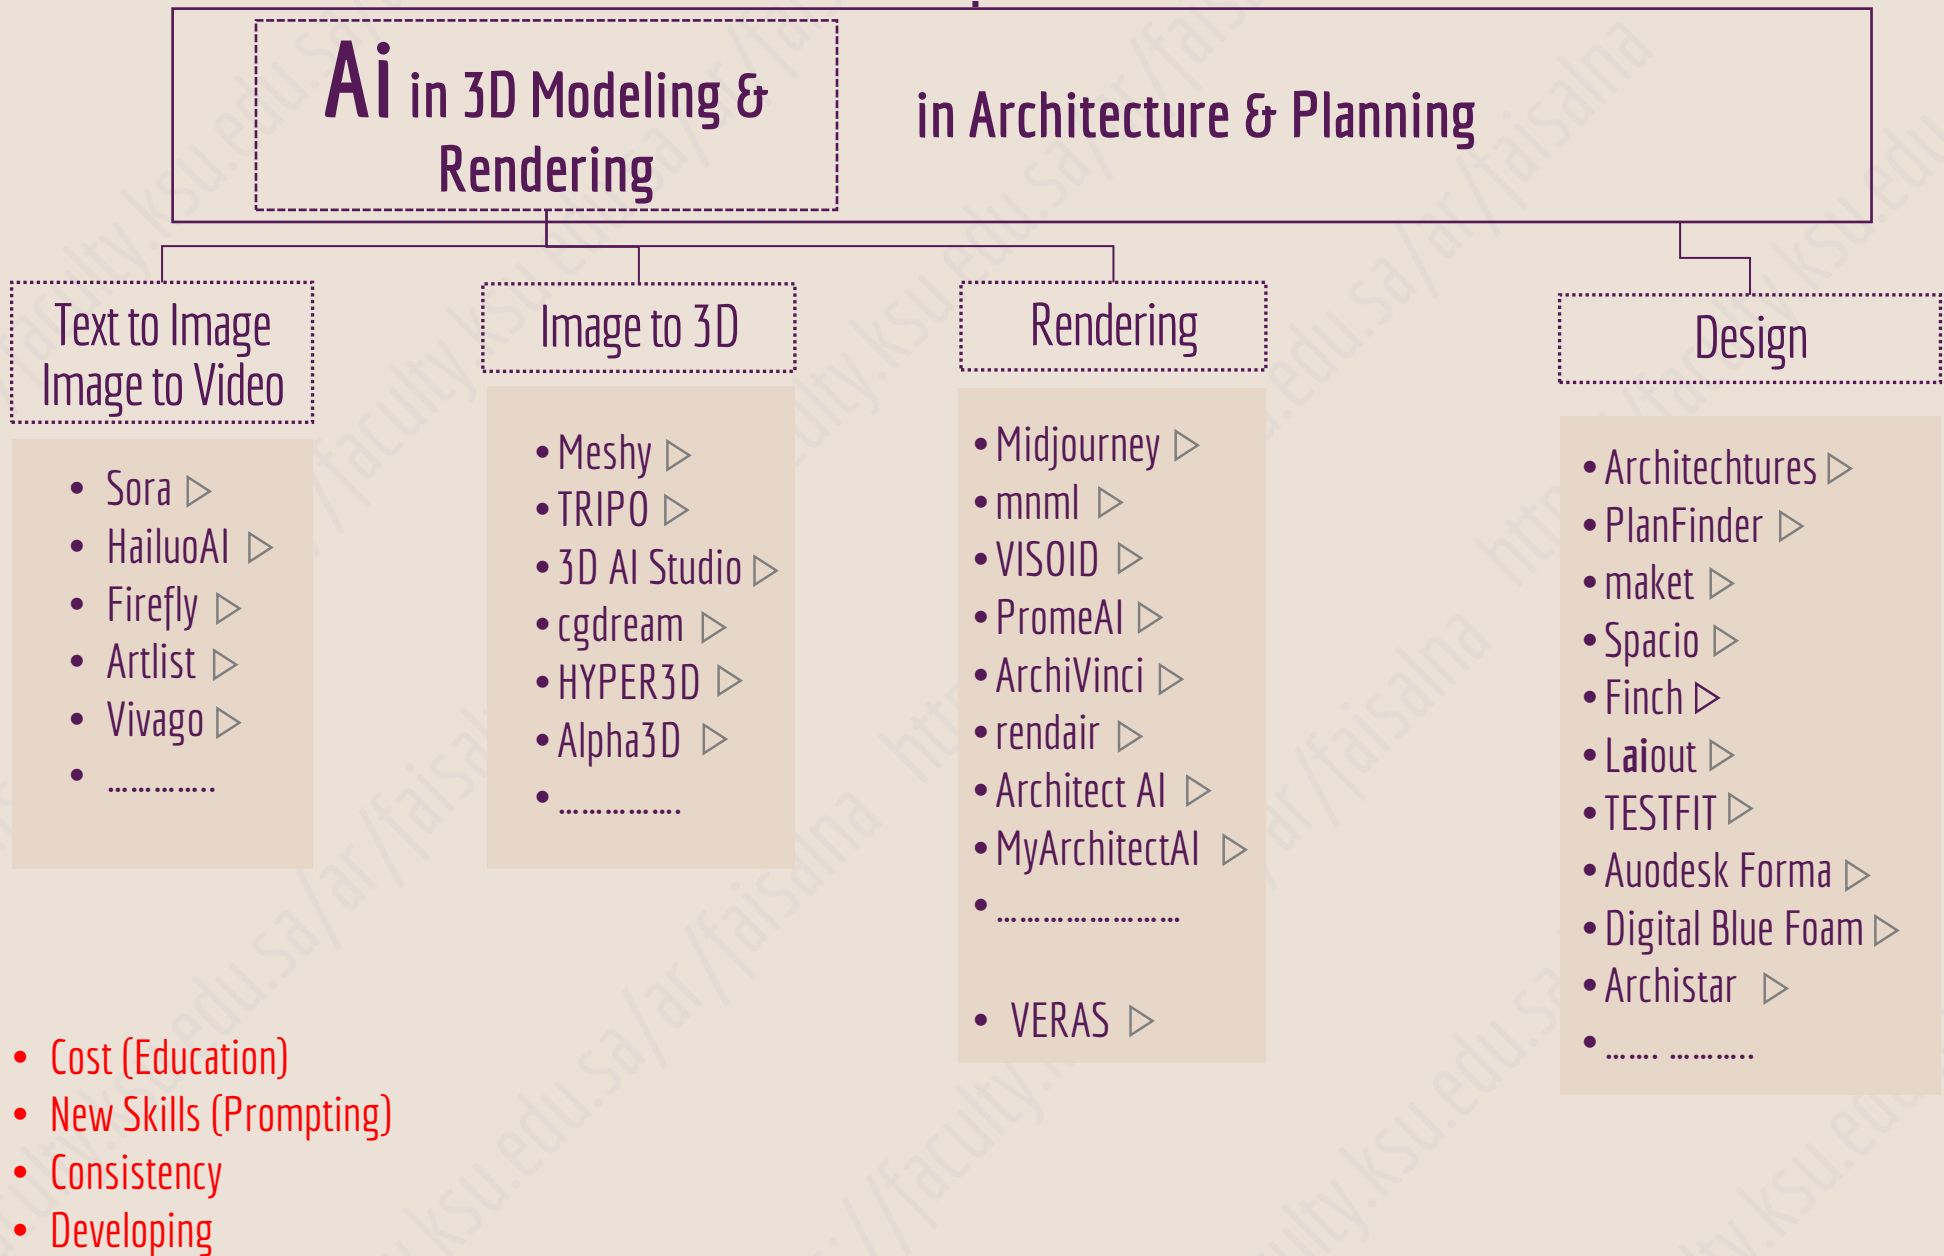 Ai in 3D Modeling &
Rendering
in Architecture & Planning
Text to Image
Image to Video
• Sora
• HailuoAI
• Firefly
• Artlist
• Vivago
• …………..
Image to 3D
• Meshy
• TRIPO
• 3D AI Studio
• cgdream
• HYPER3D
• Alpha3D
• …………….
Rendering
• Midjourney
• mnml
• VISOID
• PromeAI
• ArchiVinci
• rendair
• Architect AI
• MyArchitectAI
• ……………………
• VERAS
Design
• Architechtures
• PlanFinder
• maket
• Spacio
• Finch
• Laiout
• TESTFIT
• Auodesk Forma
• Digital Blue Foam
• Archistar
• ……. ………..
• Cost (Education)
• New Skills (Prompting)
• Consistency
• Developing